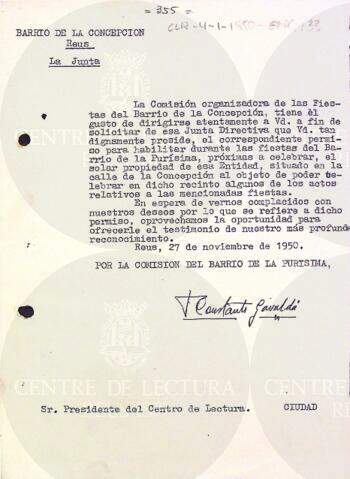 = 355 =
CLR-4-1-1950-
BARRIO DE LA CONCEPCION
Reus
La Junta
La Comisión organizadora de las Fies-
tas del Barrio de la Concepción, tiene èl
gusto de dirigirse atentamente a Vd. a fin de
solicitar de esa Junta Directiva que Vd. tan
dignamente preside, el correspondiente permi-
so para habilitar durante las fiestas del Ba-
rrio de la Purísima, próximas a celebrar, el
solar propiedad de esa Entidad, situado en la
calle de la Concepción al objeto de poder ce-
lebrar en dicho recinto algunos de los actos
relativos a las mencionadas fiestas.
En espera de vernos complacidos con
nuestros deseos por lo que se refiere a dicho
permiso, oprovechamos la oportunidad para
ofrecerle el testimonio de nuestro más profundo
reconocimiento.
Reus, 27 de noviembre de 1950.
POR LA COMISION DEL BARRIO DE LA PURISIMA,
Constante Gavaldá
CENTRE DE LECTURA
Sr. Presidente del Centro de Lectura. CIUDAD